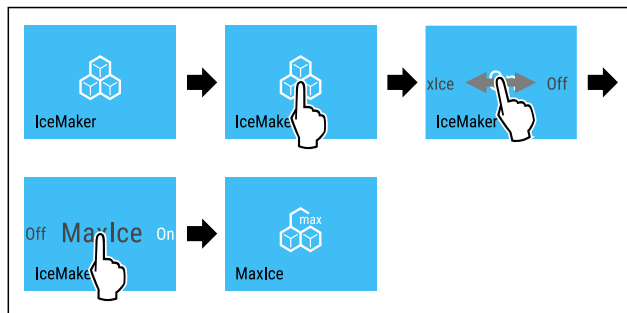 IceMaker
IceMake
xIce Off
IceMaker
Off MaxIce On
IceMake
max
MaxIce